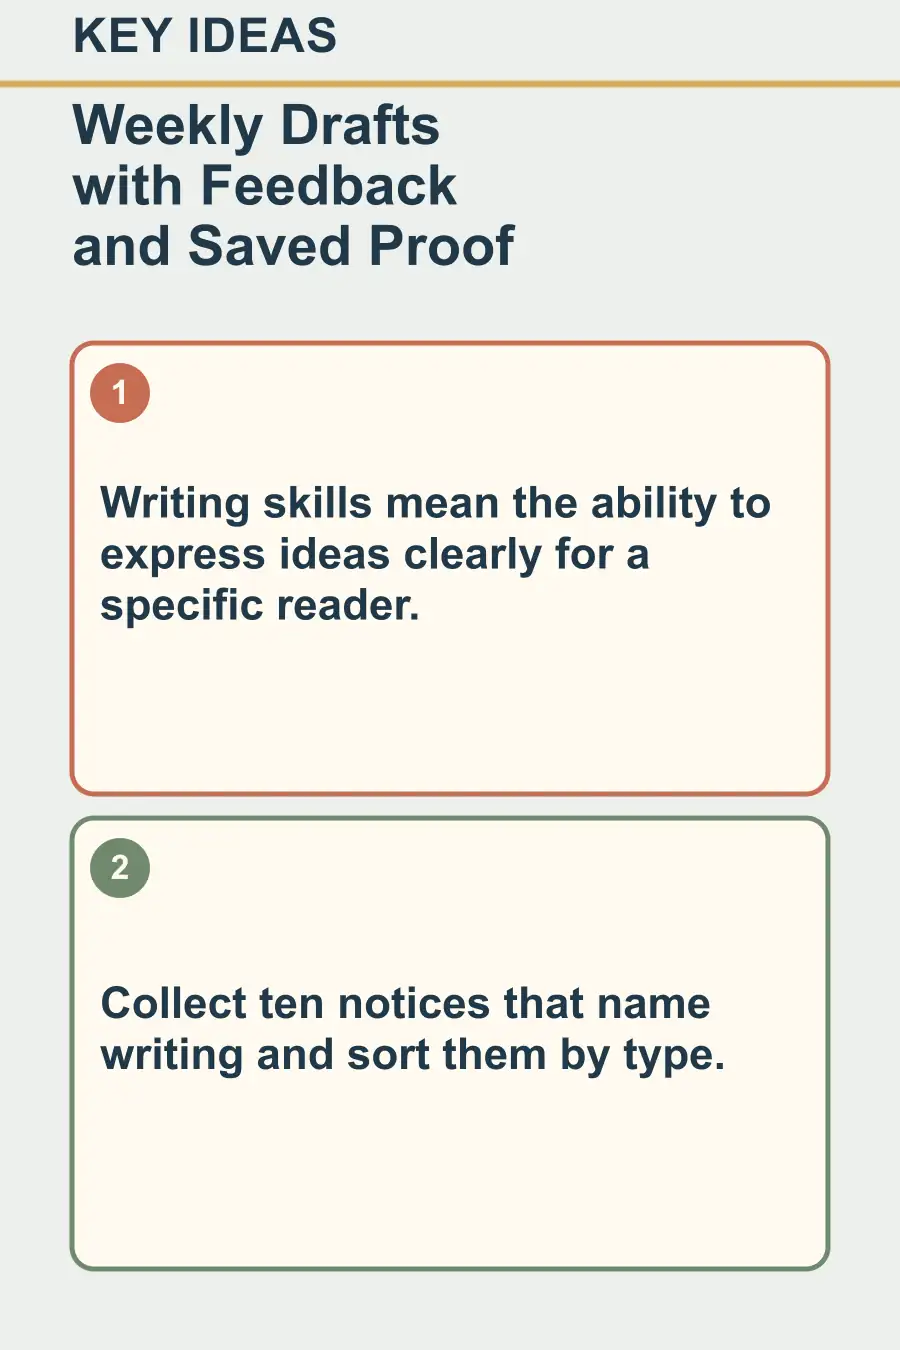 KEY IDEAS
Weekly Drafts
with Feedback
and Saved Proof
1
Writing skills mean the ability to
express ideas clearly for a
specific reader.
2
Collect ten notices that name
writing and sort them by type.